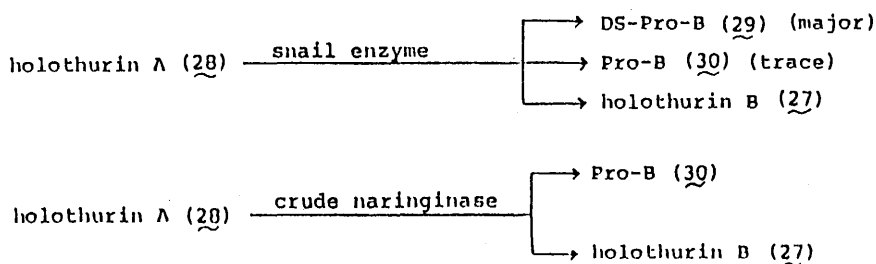 DS-Pro-B (29) (major)
holothurin A (28) snail enzyme Pro-B (30) (trace)
holothurin B (27)
Pro-B (30)
holothurin A (28) crude naringinase
holothurin B (27)